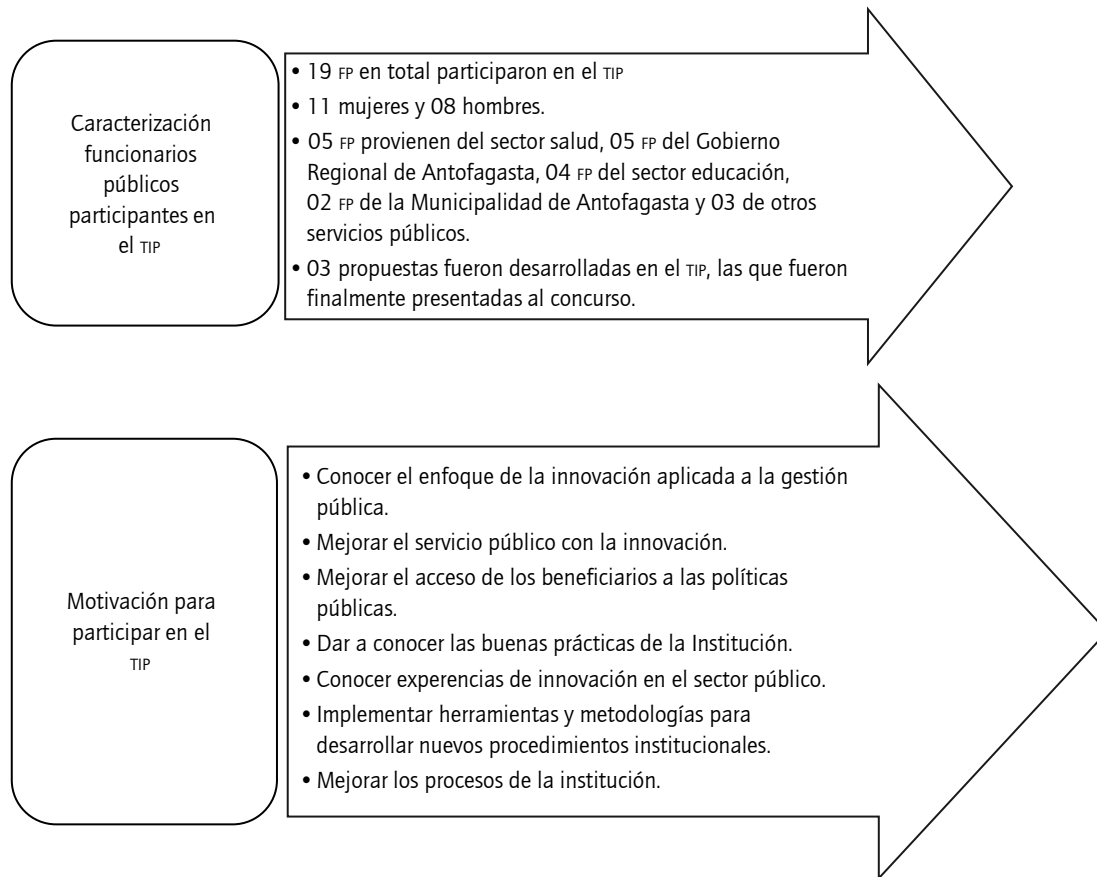 Caracterización
funcionarios
públicos
participantes en
el TIP
• 19 FP en total participaron en el TIP
• 11 mujeres y 08 hombres.
• 05 FP provienen del sector salud, 05 FP del Gobierno
Regional de Antofagasta, 04 FP del sector educación,
02 FP de la Municipalidad de Antofagasta y 03 de otros
servicios públicos.
• 03 propuestas fueron desarrolladas en el TIP, las que fueron
finalmente presentadas al concurso.
Motivación para
participar en el
TIP
• Conocer el enfoque de la innovación aplicada a la gestión
pública.
• Mejorar el servicio público con la innovación.
• Mejorar el acceso de los beneficiarios a las políticas
públicas.
• Dar a conocer las buenas prácticas de la Institución.
• Conocer experencias de innovación en el sector público.
• Implementar herramientas y metodologías para
desarrollar nuevos procedimientos institucionales.
• Mejorar los procesos de la institución.